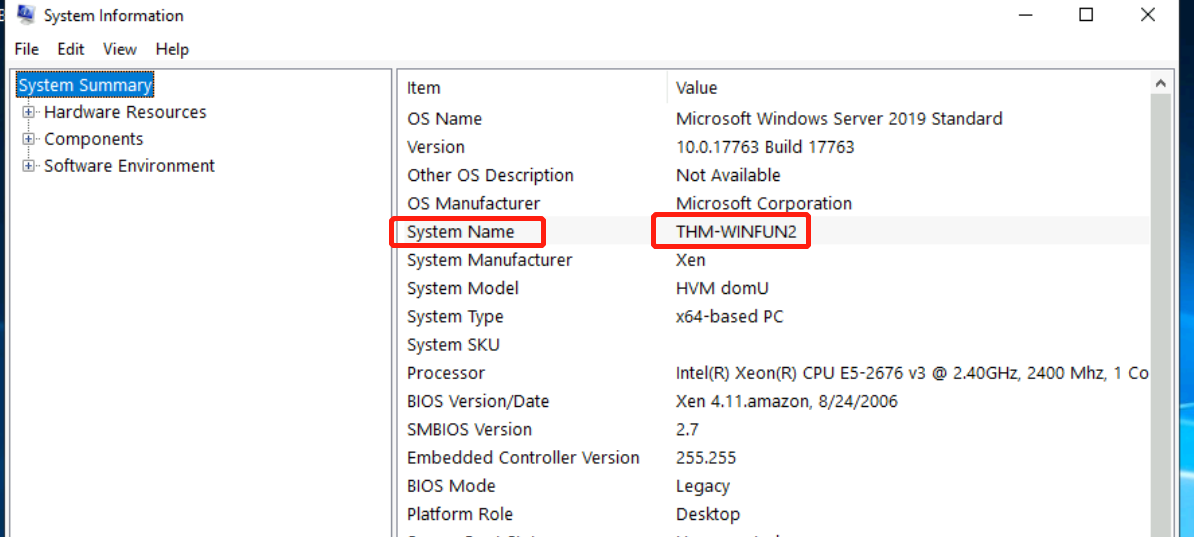 System Information
File Edit View Help
System Summary
Hardware Resources
Components
Software Environment
Item Value
OS Name Microsoft Windows Server 2019 Standard
Version 10.0.17763 Build 17763
Other OS Description Not Available
OS Manufacturer Microsoft Corporation
System Name THM-WINFUN2
System Manufacturer Xen
System Model HVM domU
System Type x64-based PC
System SKU
Processor Intel(R) Xeon(R) CPU E5-2676 v3 @ 2.40GHz, 2400 Mhz, 1 Co
BIOS Version/Date Xen 4.11.amazon, 8/24/2006
SMBIOS Version 2.7
Embedded Controller Version 255.255
BIOS Mode Legacy
Platform Role Desktop